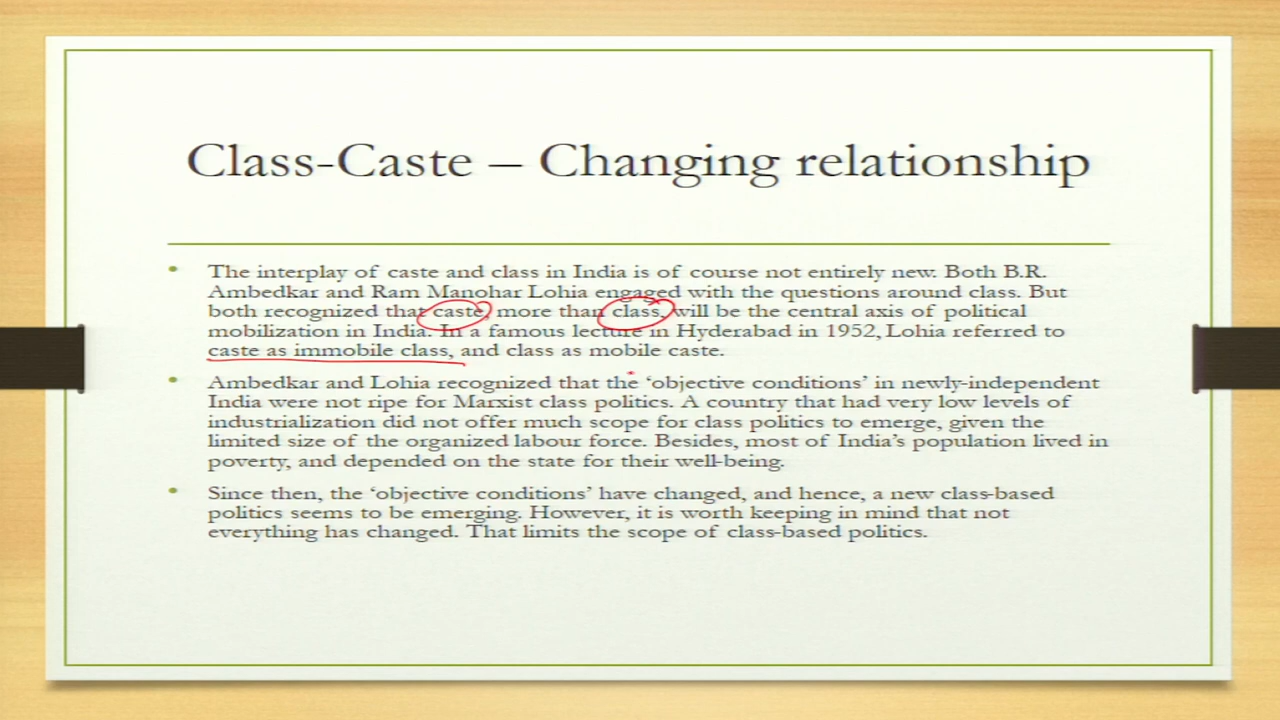 Class-Caste – Changing relationship
• The interplay of caste and class in India is of course not entirely new. Both B.R.
Ambedkar and Ram Manohar Lohia engaged with the questions around class. But
both recognized that caste, more than class, will be the central axis of political
mobilization in India. In a famous lecture in Hyderabad in 1952, Lohia referred to
caste as immobile class, and class as mobile caste.
• Ambedkar and Lohia recognized that the ‘objective conditions’ in newly-independent
India were not ripe for Marxist class politics. A country that had very low levels of
industrialization did not offer much scope for class politics to emerge, given the
limited size of the organized labour force. Besides, most of India’s population lived in
poverty, and depended on the state for their well-being.
• Since then, the ‘objective conditions’ have changed, and hence, a new class-based
politics seems to be emerging. However, it is worth keeping in mind that not
everything has changed. That limits the scope of class-based politics.